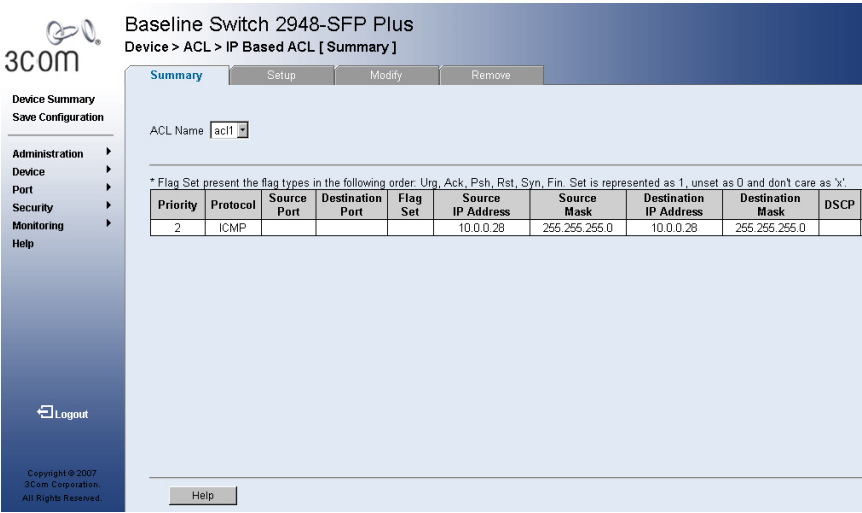 3COM
Baseline Switch 2948-SFP Plus
Device > ACL > IP Based ACL [ Summary ]
Summary Setup Modify Remove
Device Summary
Save Configuration
Administration
Device
Port
Security
Monitoring
Help
Logout
Copyright © 2007
3Com Corporation.
All Rights Reserved.
ACL Name acl1
* Flag Set present the flag types in the following order: Urg, Ack, Psh, Rst, Syn, Fin. Set is represented as 1, unset as 0 and don't care as 'x'.
Priority Protocol Source Port Destination Port Flag Set Source IP Address Source Mask Destination IP Address Destination Mask DSCP
2 ICMP 10.0.0.28 255.255.255.0 10.0.0.28 255.255.255.0
Help